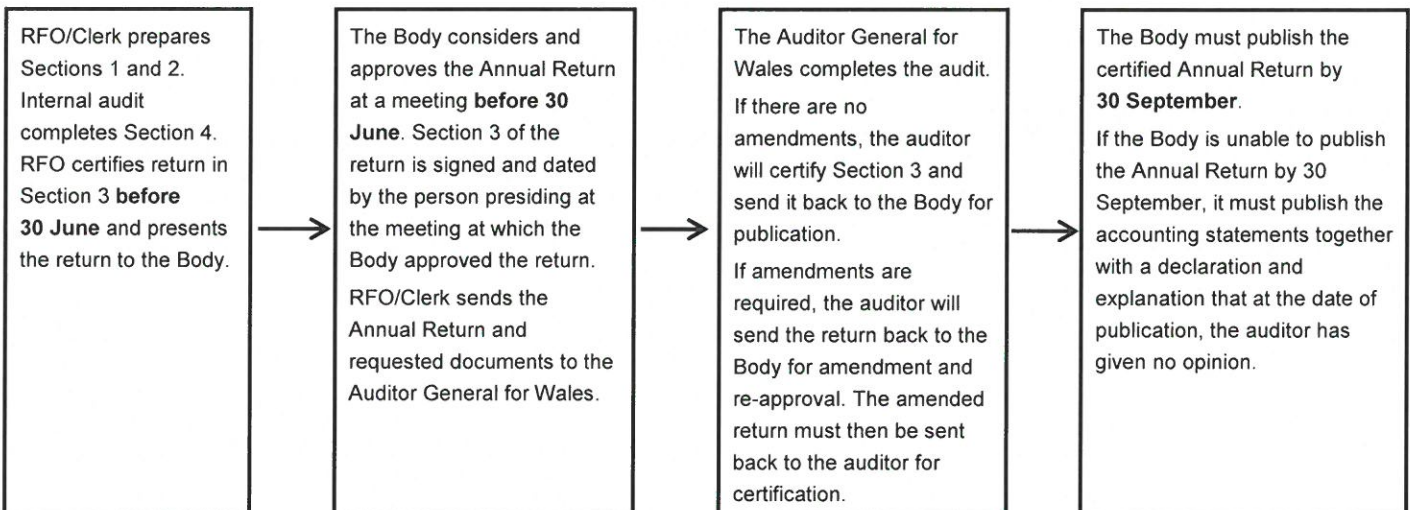 RFO/Clerk prepares
Sections 1 and 2.
Internal audit
completes Section 4.
RFO certifies return in
Section 3 before
30 June and presents
the return to the Body.
The Body considers and
approves the Annual Return
at a meeting before 30
June. Section 3 of the
return is signed and dated
by the person presiding at
the meeting at which the
Body approved the return.
RFO/Clerk sends the
Annual Return and
requested documents to the
Auditor General for Wales.
The Auditor General for
Wales completes the audit.
If there are no
amendments, the auditor
will certify Section 3 and
send it back to the Body for
publication.
If amendments are
required, the auditor will
send the return back to the
Body for amendment and
re-approval. The amended
return must then be sent
back to the auditor for
certification.
The Body must publish the
certified Annual Return by
30 September.
If the Body is unable to publish
the Annual Return by 30
September, it must publish the
accounting statements together
with a declaration and
explanation that at the date of
publication, the auditor has
given no opinion.